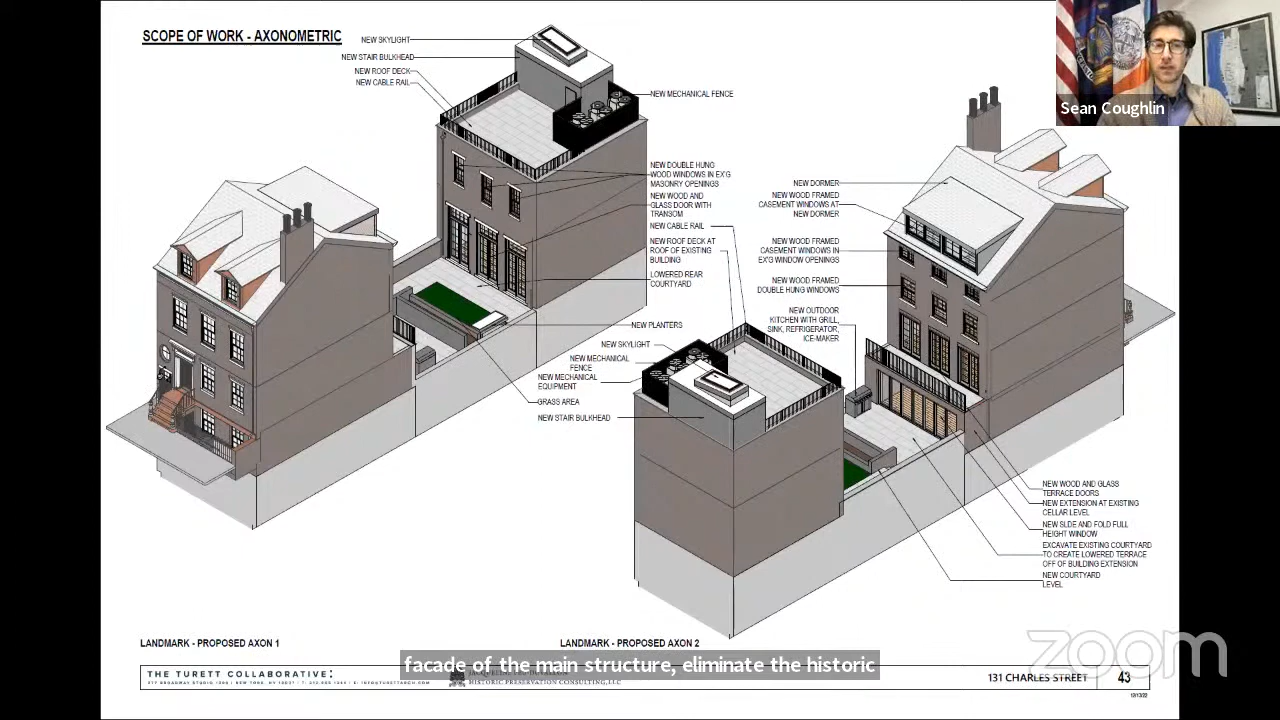 SCOPE OF WORK - AXONOMETRIC
NEW SKYLIGHT
NEW STAIR BULKHEAD
NEW ROOF DECK
NEW CABLE RAIL
NEW MECHANICAL FENCE
NEW DOUBLE HUNG
WOOD WINDOWS IN EX'G
MASONRY OPENINGS
NEW WOOD AND
GLASS DOOR WITH
TRANSOM
NEW CABLE RAIL
NEW ROOF DECK AT
ROOF OF EXISTING
BUILDING
LOWERED REAR
COURTYARD
NEW PLANTERS
NEW SKYLIGHT
NEW MECHANICAL
FENCE
NEW MECHANICAL
EQUIPMENT
GRASS AREA
NEW STAIR BULKHEAD
NEW DORMER
NEW WOOD FRAMED
CASEMENT WINDOWS AT
NEW DORMER
NEW WOOD FRAMED
CASEMENT WINDOWS IN
EX'G WINDOW OPENINGS
NEW WOOD FRAMED
DOUBLE HUNG WINDOWS
NEW OUTDOOR
KITCHEN WITH GRILL,
SINK, REFRIGERATOR,
ICE-MAKER
NEW WOOD AND GLASS
TERRACE DOORS
NEW EXTENSION AT EXISTING
CELLAR LEVEL
NEW SLDE AND FOLD FULL
HEIGHT WINDOW
EXCAVATE EXISTING COURTYARD
TO CREATE LOWERED TERRACE
OFF OF BUILDING EXTENSION
NEW COURTYARD
LEVEL
Sean Coughlin
LANDMARK - PROPOSED AXON 1
LANDMARK - PROPOSED AXON 2
facade of the main structure, eliminate the historic
THE TURETT COLLABORATIVE:
HISTORIC PRESERVATION CONSULTING, LLC
131 CHARLES STREET
43
12/13/22
zoom